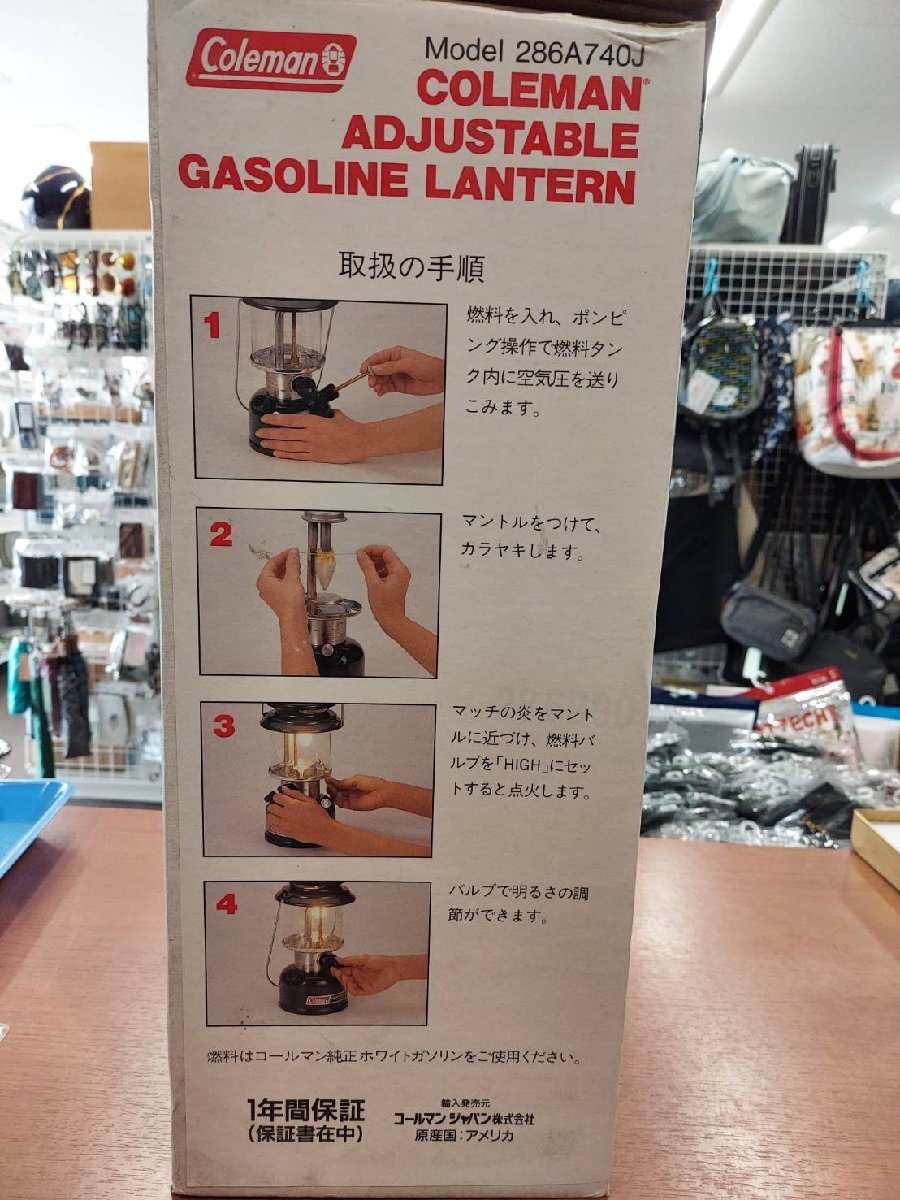 Coleman
Model 286A740J
COLEMAN®
ADJUSTABLE
GASOLINE LANTERN
取扱の手順
1
燃料を入れ、ポンピ
ング操作で燃料タン
ク内に空気圧を送り
こみます。
2
マントルをつけて、
カラヤキします。
3
マッチの炎をマント
ルに近づけ、燃料バ
ルブを「HIGH」にセッ
トすると点火します。
4
バルブで明るさの調
節ができます。
Coleman
燃料はコールマン純正ホワイトガソリンをご使用ください。
1年間保証
(保証書在中)
輸入発売元
コールマン ジャパン株式会社
原産国:アメリカ